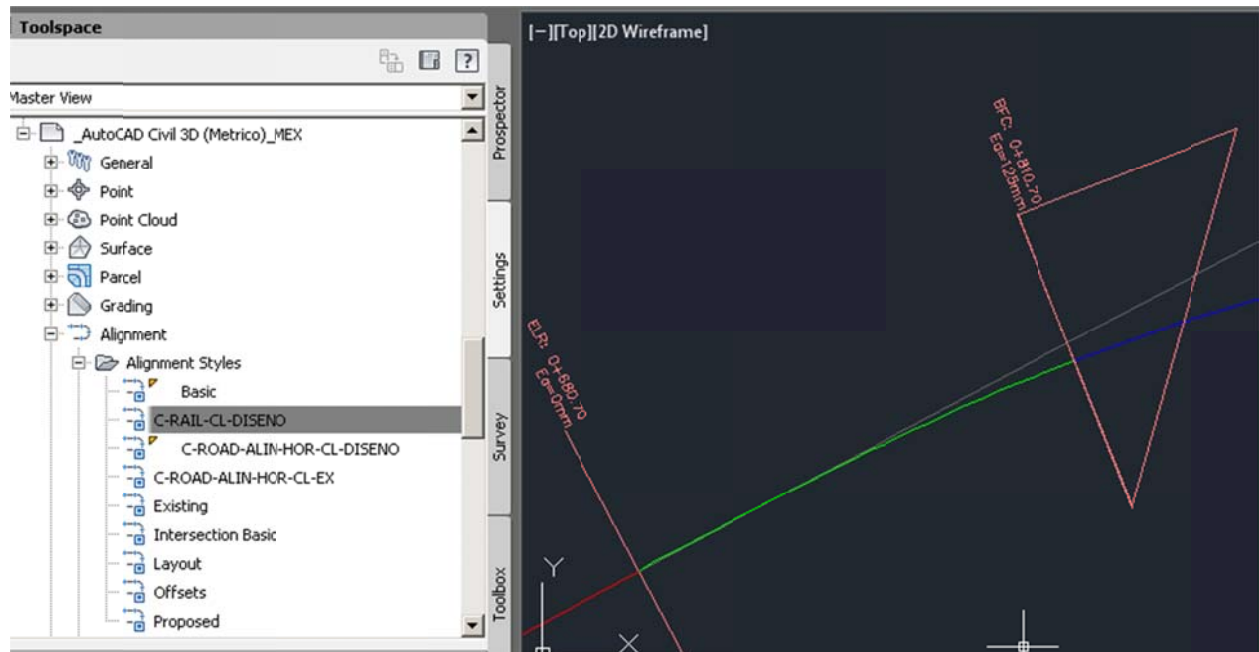 Toolspace
?
Master View
_AutoCAD Civil 3D (Metrico)_MEX
General
Point
Point Cloud
Surface
Parcel
Grading
Alignment
Alignment Styles
Basic
C-RAIL-CL-DISENO
C-ROAD-ALIN-HOR-CL-DISENO
C-ROAD-ALIN-HOR-CL-EX
Existing
Intersection Basic
Layout
Offsets
Proposed
Prospector
Settings
Survey
Toolbox
[−][Top][2D Wireframe]
BFC: 0+810.70
Ea=125mm
ELR: 0+680.70
Ea=0mm
Y
X